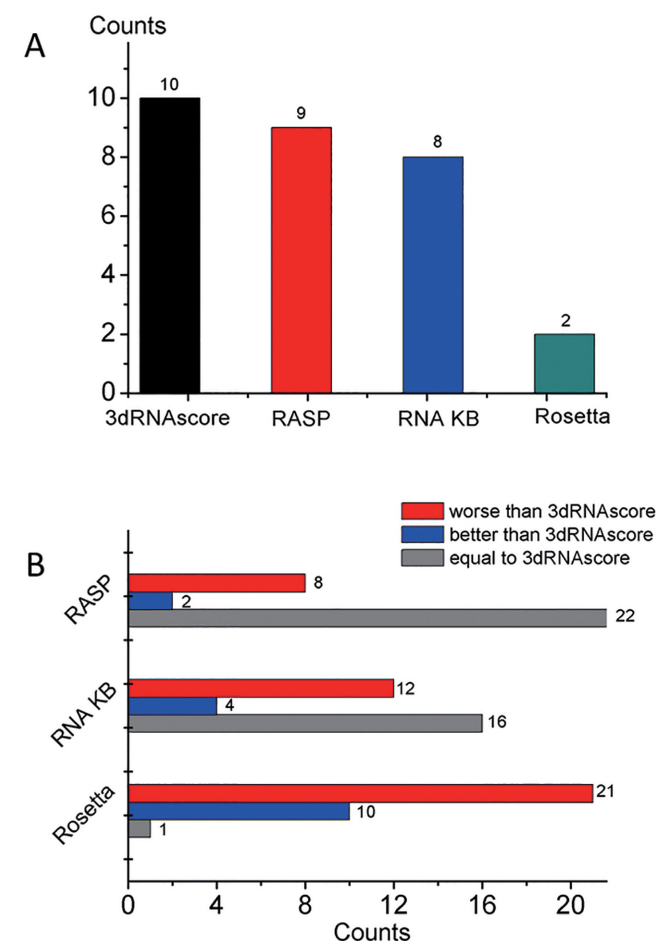 A
Counts
10
9
8
2
10
8
6
4
2
0
3dRNAscore
RASP
RNA KB
Rosetta
worse than 3dRNAscore
better than 3dRNAscore
equal to 3dRNAscore
B
RASP
8
2
22
RNA KB
12
4
16
Rosetta
21
10
1
0 4 8 12 16 20
Counts